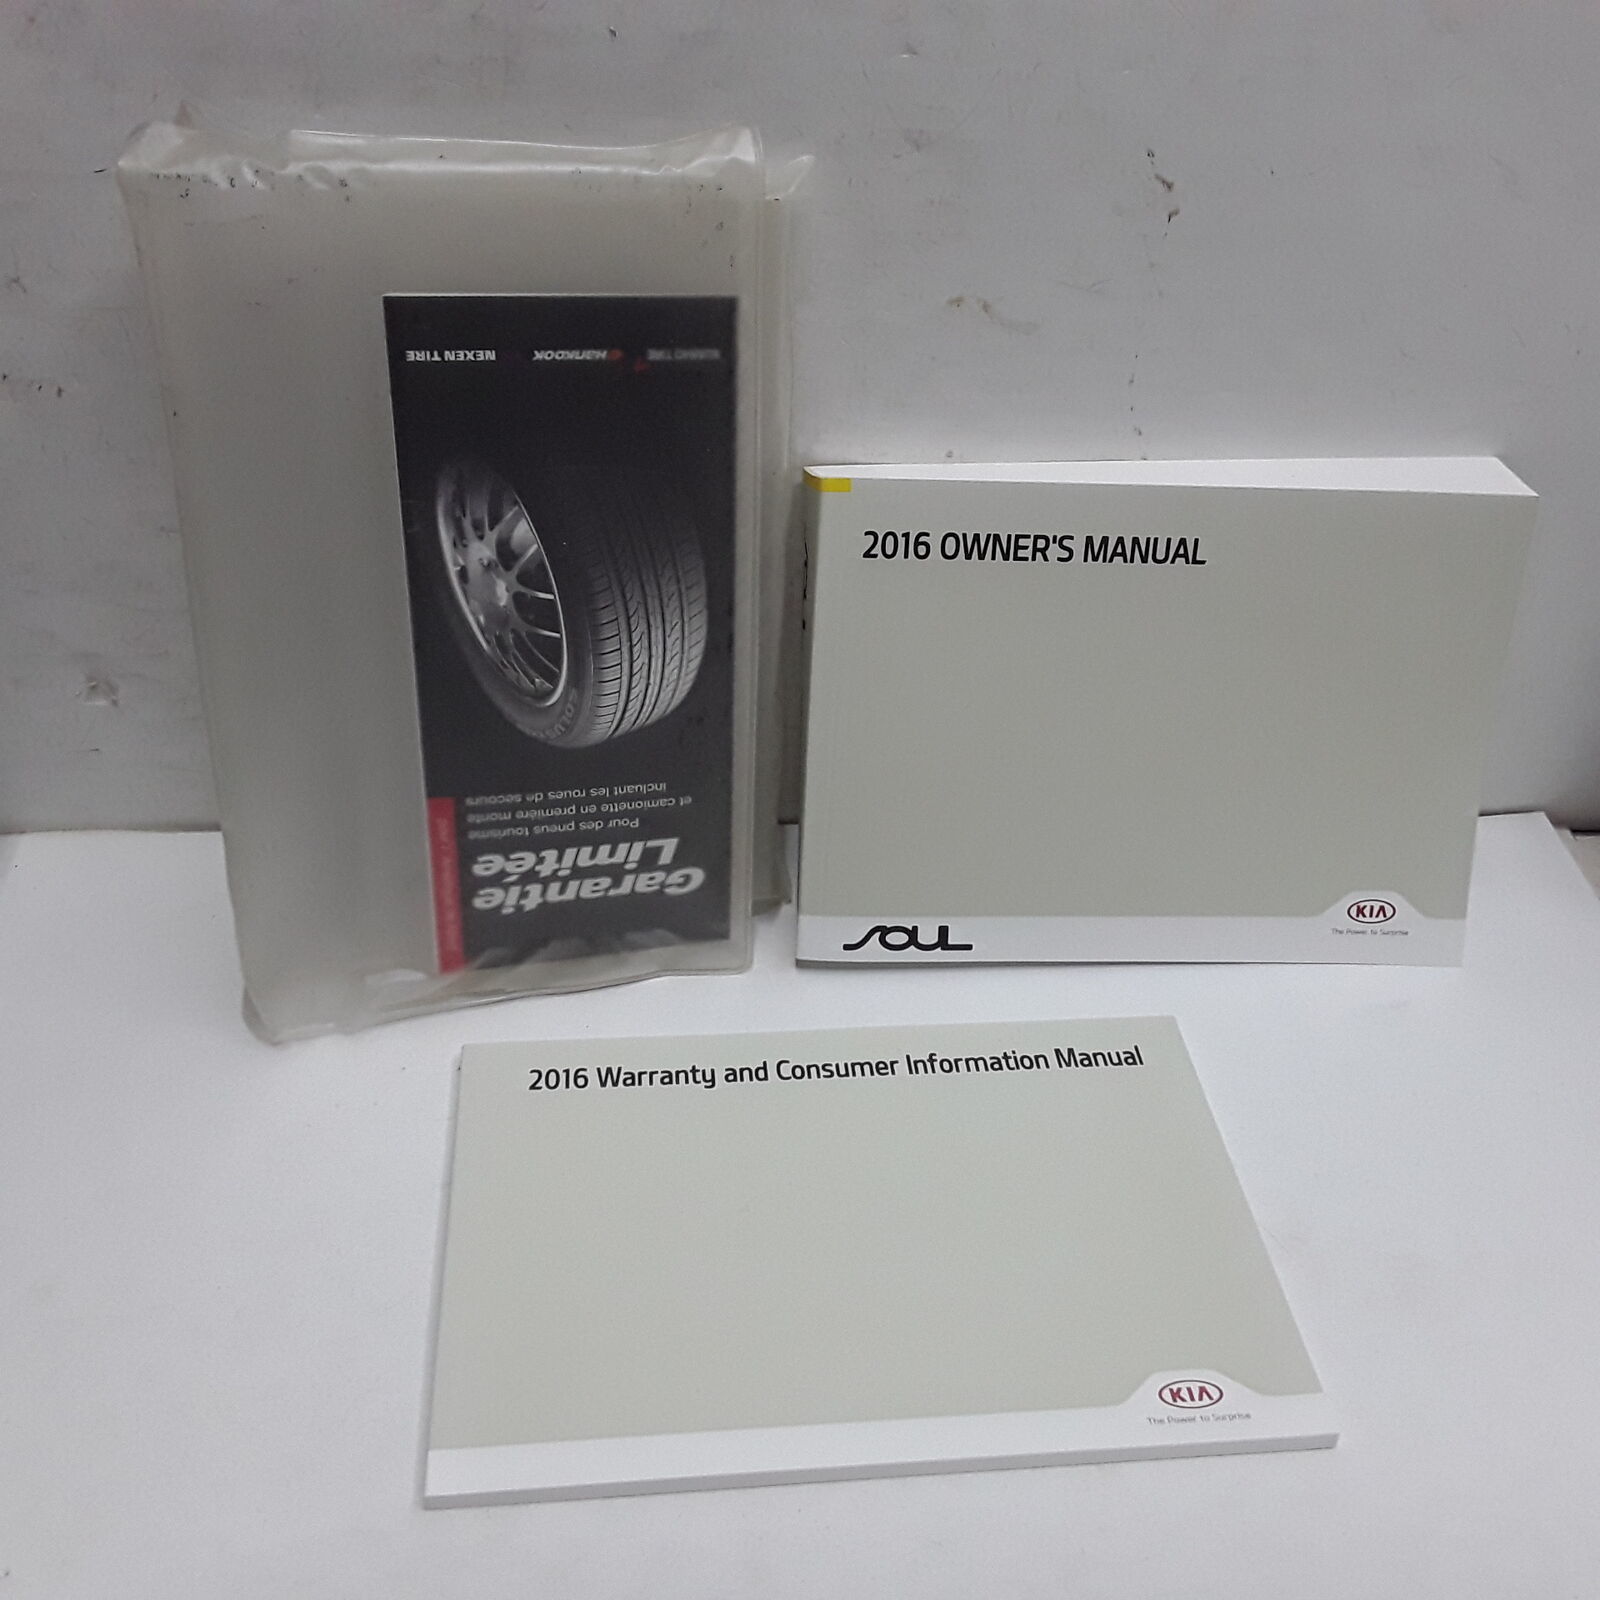 Garantie
Limitée
Pour des pneus tourisme
et camionette en première monte
incluant les roues de secours
KUMHO TIRE
HANKOOK
NEXEN TIRE
2016 OWNER'S MANUAL
SOUL
KIA
The Power to Surprise
2016 Warranty and Consumer Information Manual
KIA
The Power to Surprise